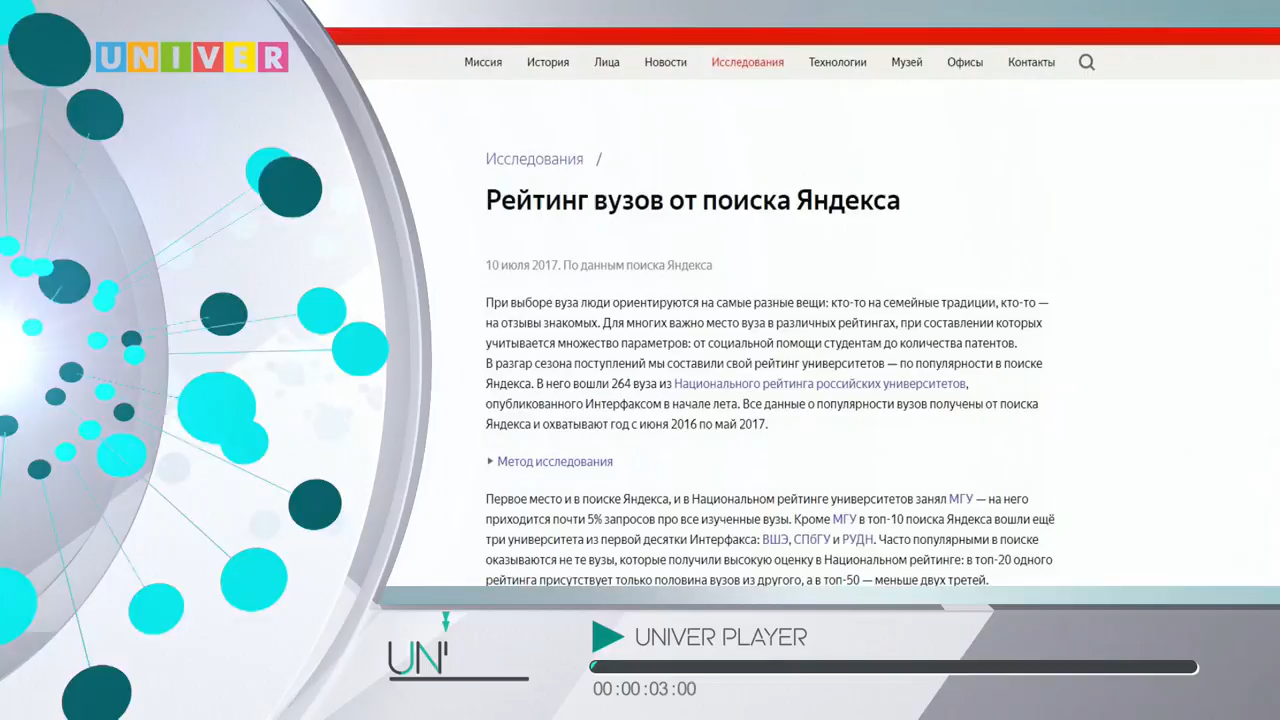 UNIVER
Миссия История Лица Новости Исследования Технологии Музей Офисы Контакты
Исследования /
Рейтинг вузов от поиска Яндекса
10 июля 2017. По данным поиска Яндекса
При выборе вуза люди ориентируются на самые разные вещи: кто-то на семейные традиции, кто-то —
на отзывы знакомых. Для многих важно место вуза в различных рейтингах, при составлении которых
учитывается множество параметров: от социальной помощи студентам до количества патентов.
В разгар сезона поступлений мы составили свой рейтинг университетов — по популярности в поиске
Яндекса. В него вошли 264 вуза из Национального рейтинга российских университетов,
опубликованного Интерфаксом в начале лета. Все данные о популярности вузов получены от поиска
Яндекса и охватывают год с июня 2016 по май 2017.
Метод исследования
Первое место и в поиске Яндекса, и в Национальном рейтинге университетов занял МГУ — на него
приходится почти 5% запросов про все изученные вузы. Кроме МГУ в топ-10 поиска Яндекса вошли ещё
три университета из первой десятки Интерфакса: ВШЭ, СПбГУ и РУДН. Часто популярными в поиске
оказываются не те вузы, которые получили высокую оценку в Национальном рейтинге: в топ-20 одного
рейтинга присутствует только половина вузов из другого, а в топ-50 — меньше двух третей.
UN'
UNIVER PLAYER
00:00:03:00